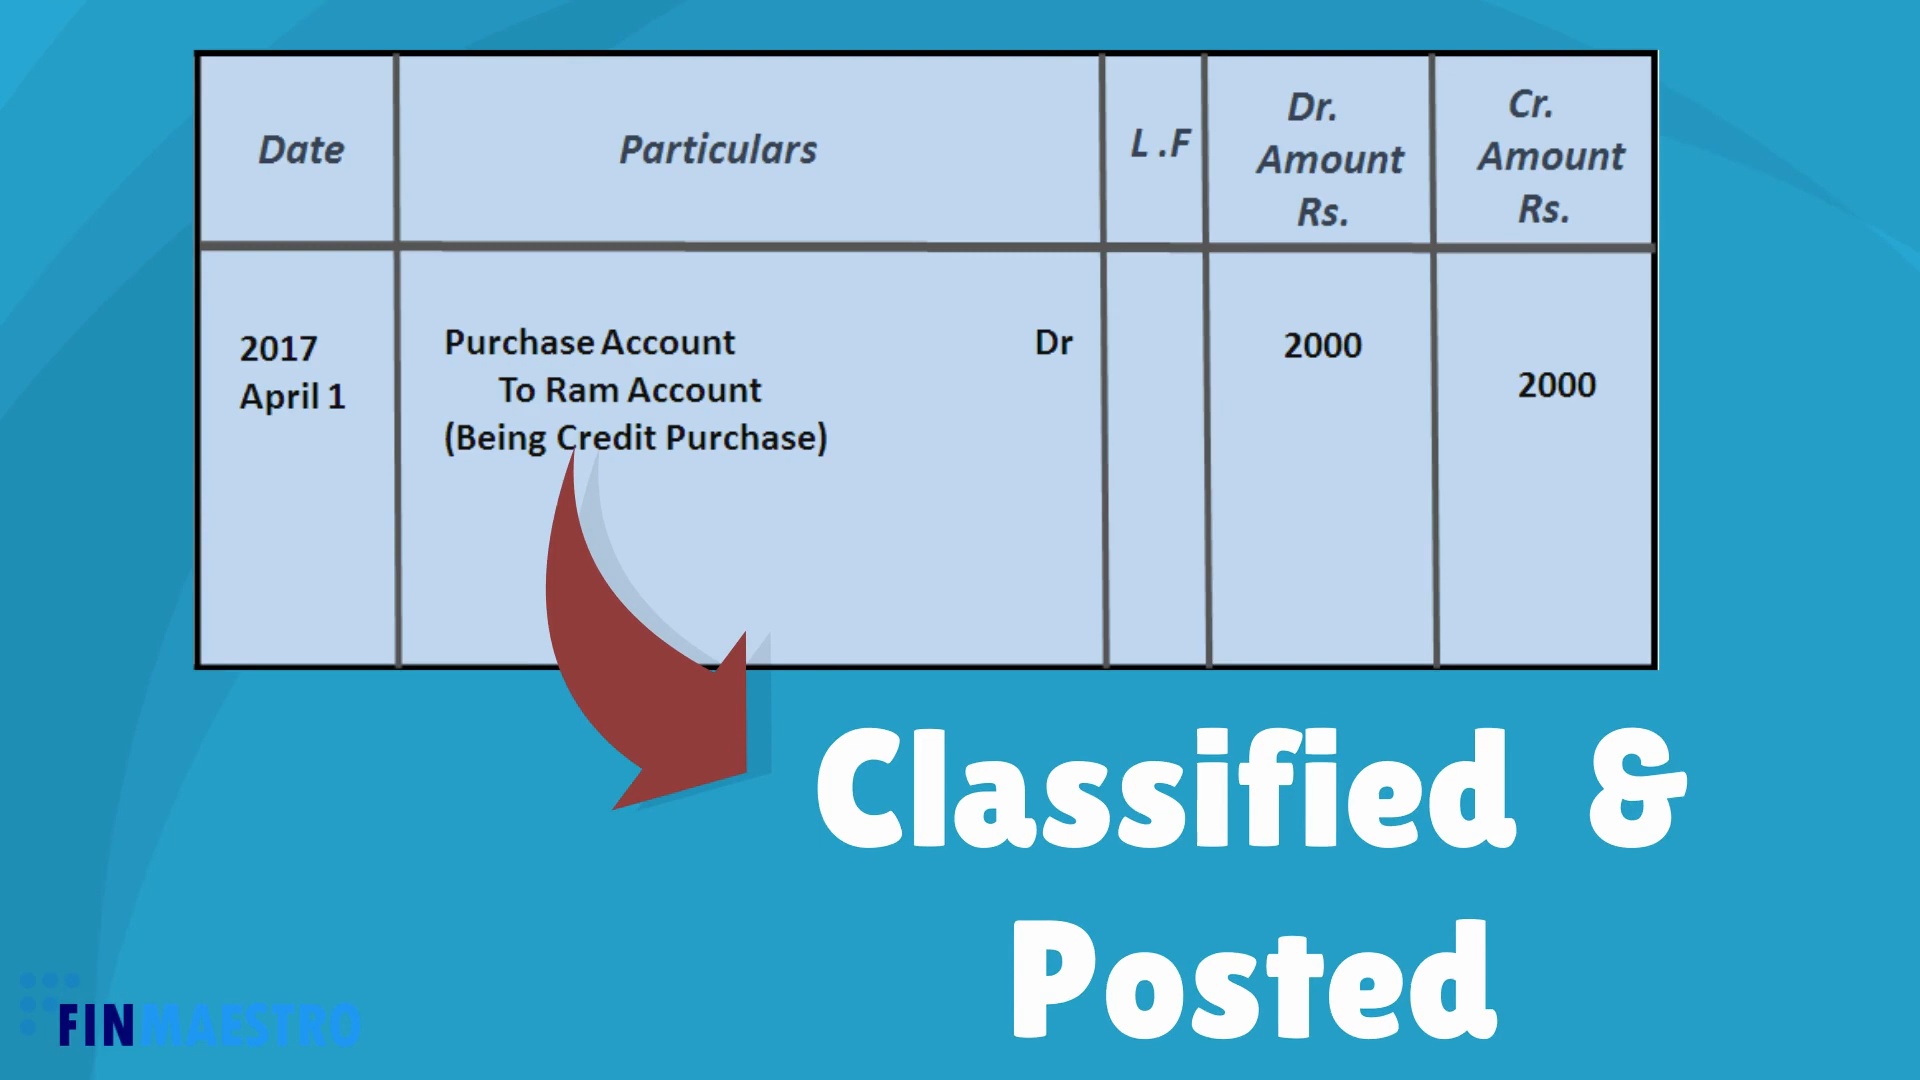 Date
Particulars
L .F
Dr.
Amount
Rs.
Cr.
Amount
Rs.
2017
April 1
Purchase Account Dr
To Ram Account
(Being Credit Purchase)
2000
2000
Classified &
Posted
FINMAESTRO